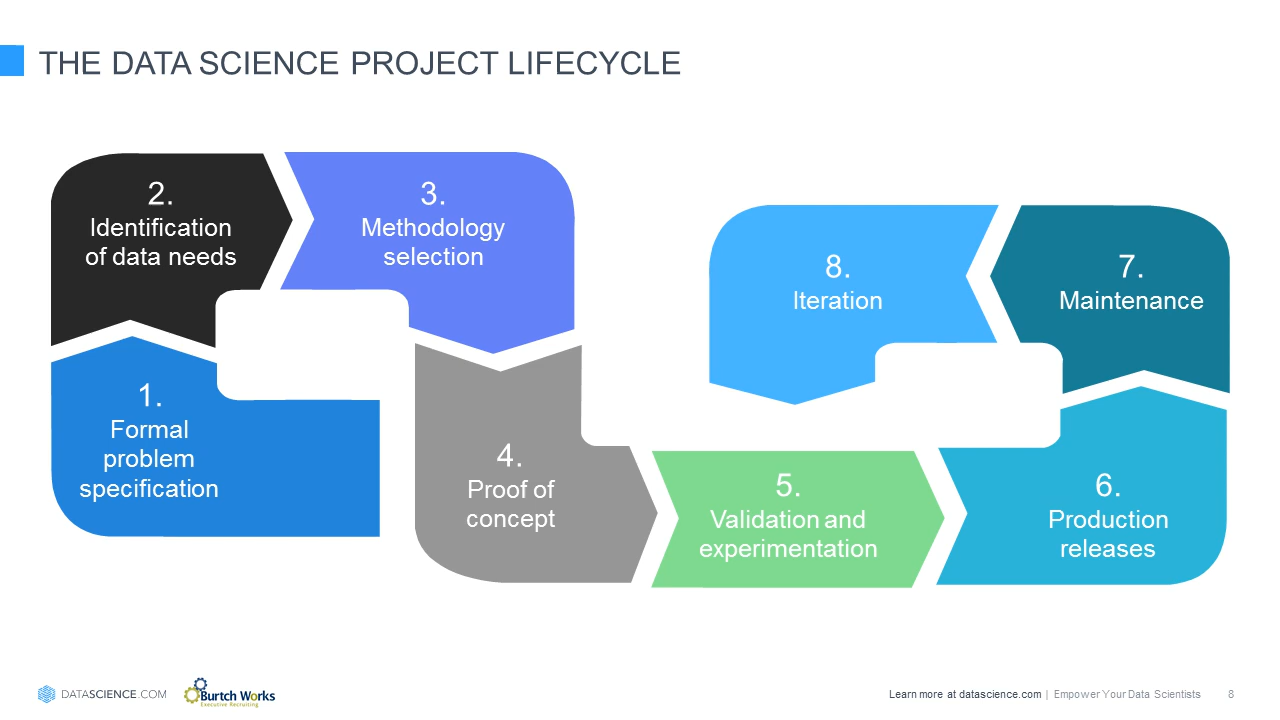 THE DATA SCIENCE PROJECT LIFECYCLE
1.
Formal
problem
specification
2.
Identification
of data needs
3.
Methodology
selection
4.
Proof of
concept
5.
Validation and
experimentation
6.
Production
releases
7.
Maintenance
8.
Iteration
DATASCIENCE.COM
Burtch Works
Executive Recruiting
Learn more at datascience.com | Empower Your Data Scientists
8